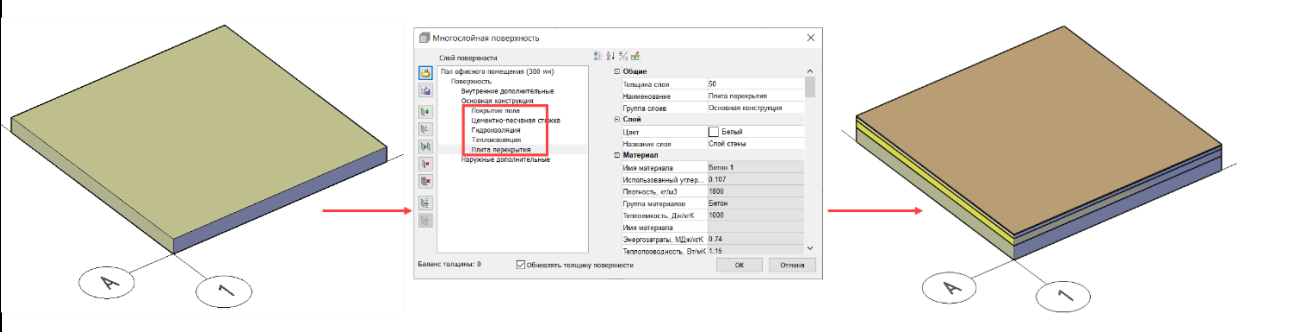 Многослойная поверхность
Слой поверхности
Пол офисного помещения (300 мм)
Поверхность
Внутренние дополнительные
Основная конструкция
Покрытие пола
Цементно-песчаная стяжка
Гидроизоляция
Теплоизоляция
Плита перекрытия
Наружные дополнительные
Общие
Толщина слоя 50
Наименование Плита перекрытия
Группа слоев Основная конструкция
Слой
Цвет Белый
Название слоя Слой стены
Материал
Имя материала Бетон 1
Использованный углер... 0.107
Плотность, кг/м3 1800
Группа материалов Бетон
Теплоемкость, Дж/кгК 1000
Имя материала
Энергозатраты, МДж/кг 0.74
Теплопроводность, Вт/мК 1.15
Баланс толщины: 0
Обновлять толщину поверхности
ОК
Отмена
А
1
А
1